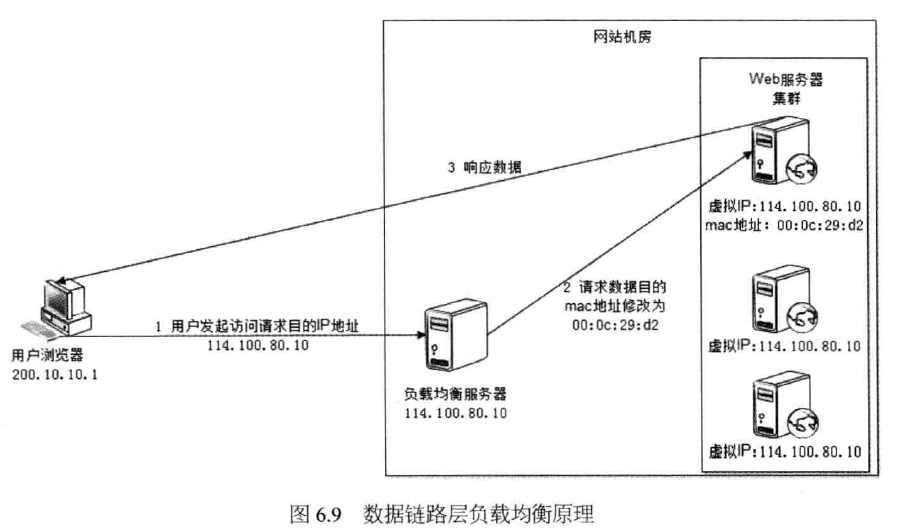 网站机房
Web服务器
集群
3 响应数据
虚拟IP:114.100.80.10
mac地址：00:0c:29:d2
2 请求数据目的
mac地址修改为
00:0c:29:d2
1 用户发起访问请求目的IP地址
114.100.80.10
用户浏览器
200.10.10.1
负载均衡服务器
114.100.80.10
虚拟IP:114.100.80.10
虚拟IP:114.100.80.10
图 6.9 数据链路层负载均衡原理